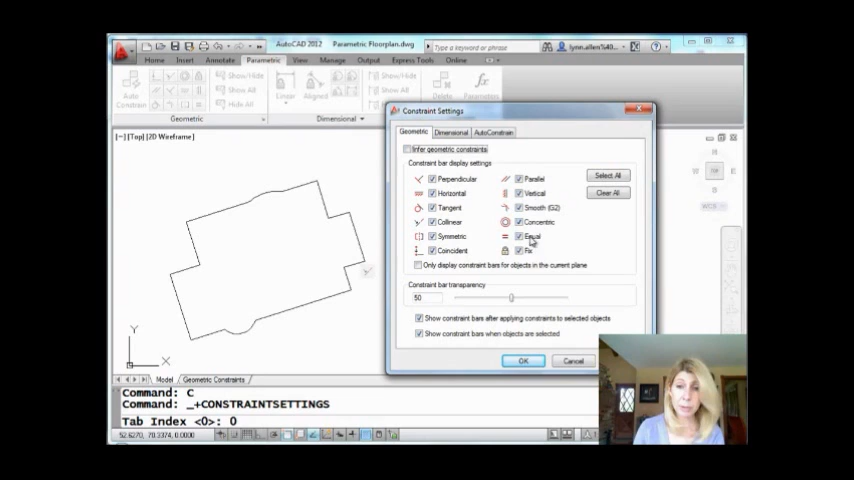 AutoCAD 2012 Parametric Floorplan.dwg
Type a keyword or phrase
lynn.allen%40...
Home Insert Annotate Parametric View Manage Output Express Tools Online
Auto Constrain
Show/Hide
Show All
Hide All
Linear
Aligned
Show/Hide
Show All
Hide All
Delete
Parameters
Geometric
Dimensional
[−] [Top] [2D Wireframe]
TOP
WCS
Constraint Settings
Geometric Dimensional AutoConstrain
Infer geometric constraints
Constraint bar display settings
Perpendicular
Parallel
Select All
Horizontal
Vertical
Clear All
Tangent
Smooth (G2)
Collinear
Concentric
Symmetric
Equal
Coincident
Fix
Only display constraint bars for objects in the current plane
Constraint bar transparency
50
Show constraint bars after applying constraints to selected objects
Show constraint bars when objects are selected
OK
Cancel
Y
X
Model Geometric Constraints
Command: C
Command: _+CONSTRAINTSETTINGS
Tab Index <0>: 0